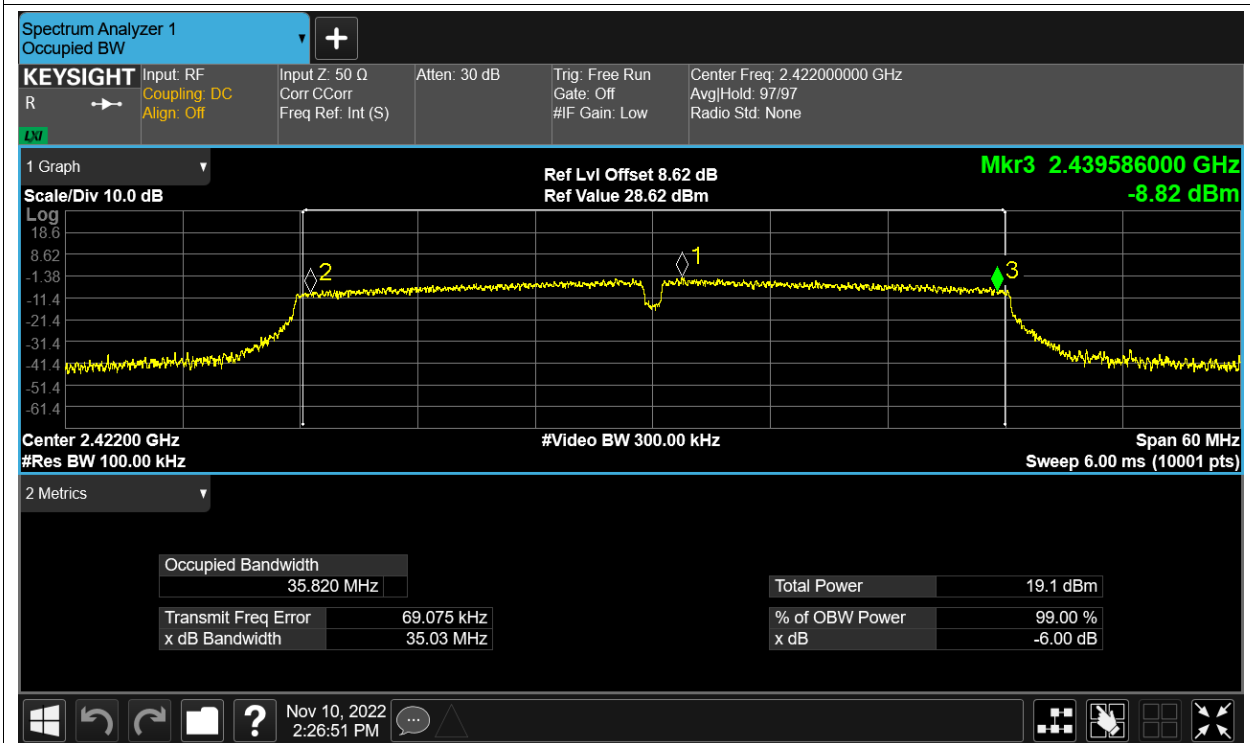 Spectrum Analyzer 1
Occupied BW
KEYSIGHT
R
LXI
Input: RF
Coupling: DC
Align: Off
Input Z: 50 Ω
Corr CCorr
Freq Ref: Int (S)
Atten: 30 dB
Trig: Free Run
Gate: Off
#IF Gain: Low
Center Freq: 2.422000000 GHz
Avg|Hold: 97/97
Radio Std: None
1 Graph
Scale/Div 10.0 dB
Ref Lvl Offset 8.62 dB
Ref Value 28.62 dBm
Mkr3 2.439586000 GHz
-8.82 dBm
Log
18.6
8.62
-1.38
-11.4
-21.4
-31.4
-41.4
-51.4
-61.4
2
1
3
Center 2.42200 GHz
#Video BW 300.00 kHz
Span 60 MHz
#Res BW 100.00 kHz
Sweep 6.00 ms (10001 pts)
2 Metrics
Occupied Bandwidth
35.820 MHz
Total Power 19.1 dBm
Transmit Freq Error 69.075 kHz
% of OBW Power 99.00 %
x dB Bandwidth 35.03 MHz
x dB -6.00 dB
?
Nov 10, 2022
2:26:51 PM